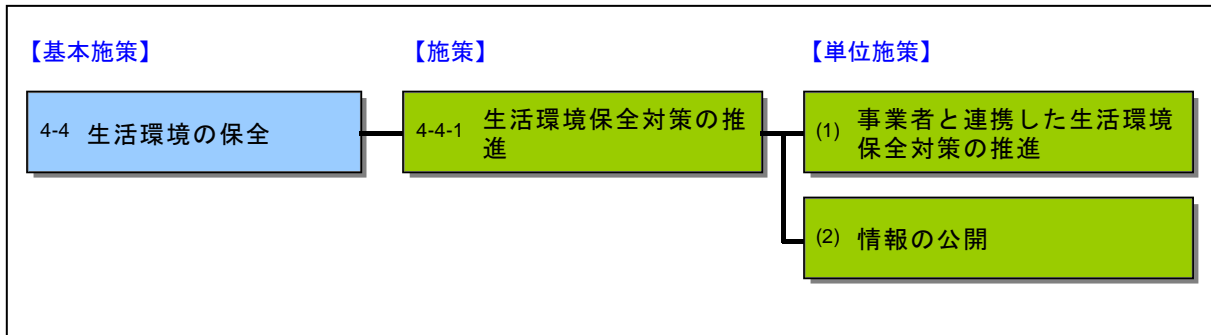 【基本施策】
【施策】
【単位施策】
4-4 生活環境の保全
4-4-1 生活環境保全対策の推
進
(1) 事業者と連携した生活環境
保全対策の推進
(2) 情報の公開